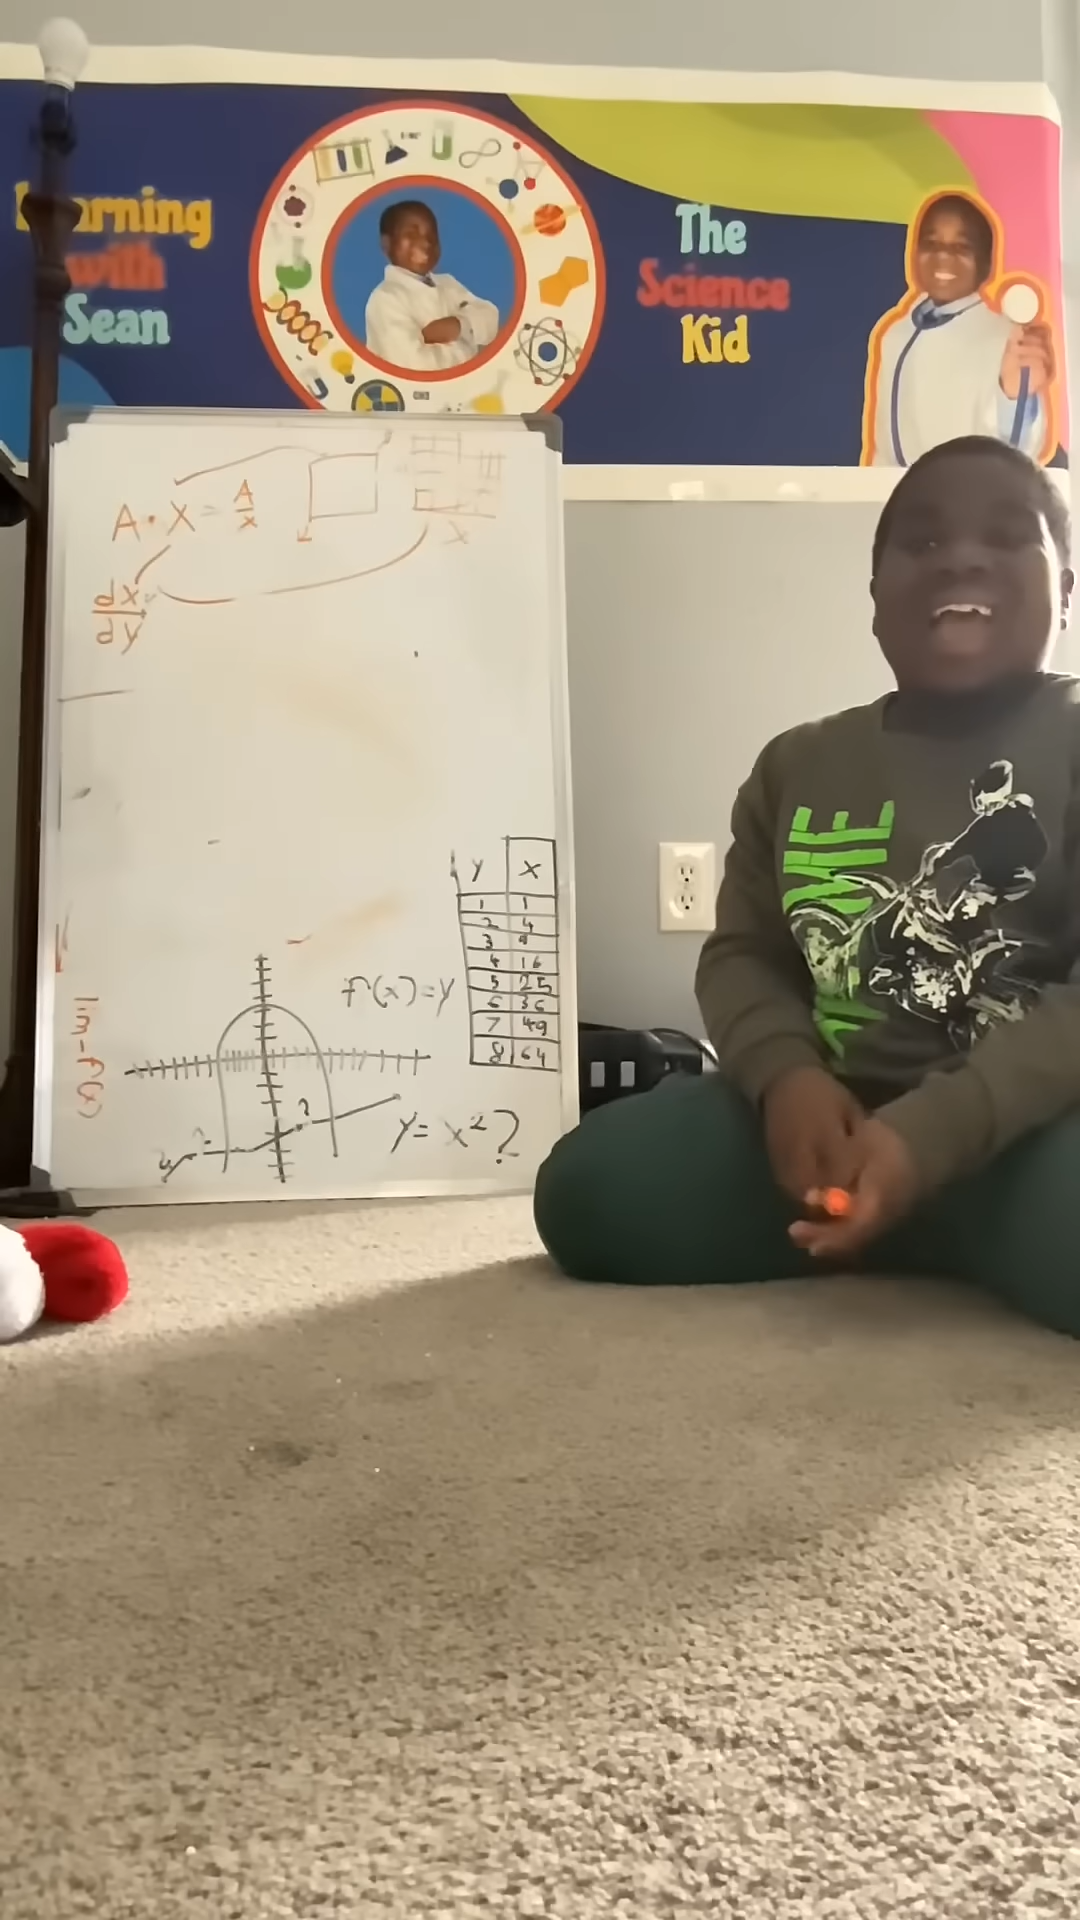 Learning
with
Sean
The
Science
Kid
A · X = A/x
X
dx
dy
Y X
1 1
2 4
3 9
4 16
5 25
6 36
7 49
8 64
f(x)=y
lim-f(x)
?
y = x²?